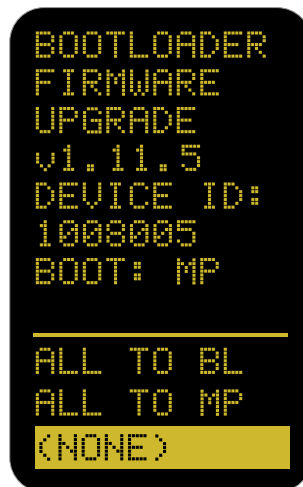 BOOTLOADER
FIRMWARE
UPGRADE
v1.11.5
DEVICE ID:
1008005
BOOT: MP
ALL TO BL
ALL TO MP
(NONE)